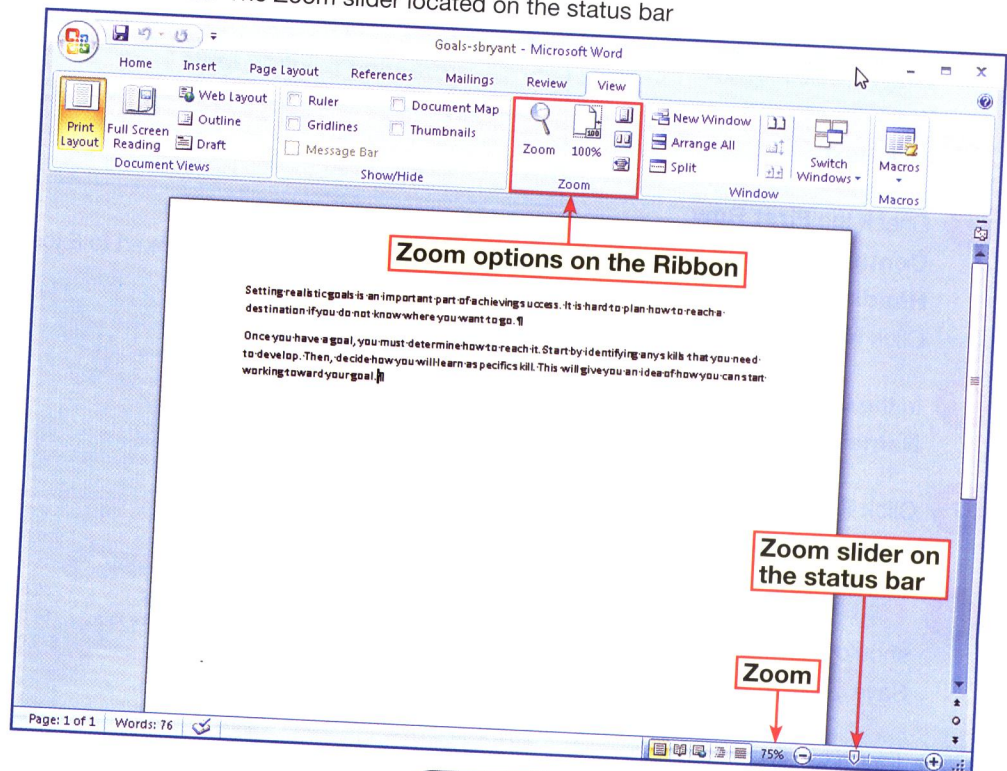 The Zoom slider located on the status bar
Goals-sbryant - Microsoft Word
Home Insert Page Layout References Mailings Review View
Print Layout
Full Screen Reading
Web Layout
Outline
Draft
Document Views
Ruler
Gridlines
Message Bar
Document Map
Thumbnails
Show/Hide
Zoom
100
100%
Zoom
New Window
Arrange All
Split
Switch Windows
Window
Macros
Macros
Zoom options on the Ribbon
Setting·realistic·goals·is·an·important·part·of·achieving·success.·It·is·hard·to·plan·how·to·reach·a·
destination·if·you·do·not·know·where·you·want·to·go.¶
Once·you·have·a·goal,·you·must·determine·how·to·reach·it.·Start·by·identifying·any·skills·that·you·need·
to·develop.·Then,·decide·how·you·will·learn·a·specific·skill.·This·will·give·you·an·idea·of·how·you·can·start·
working·toward·your·goal.¶
Zoom slider on
the status bar
Zoom
Page: 1 of 1 Words: 76
75%